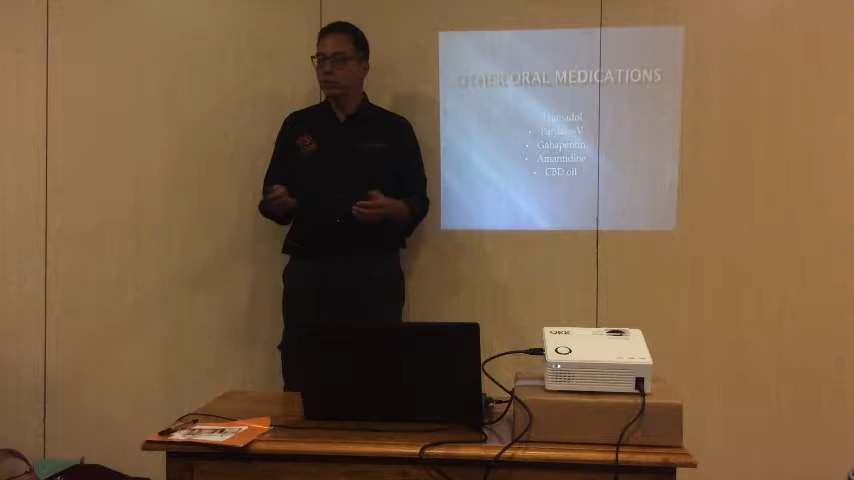 OTHER ORAL MEDICATIONS
Tramadol
• Gabapentin
• Amantidine
• CBD oil